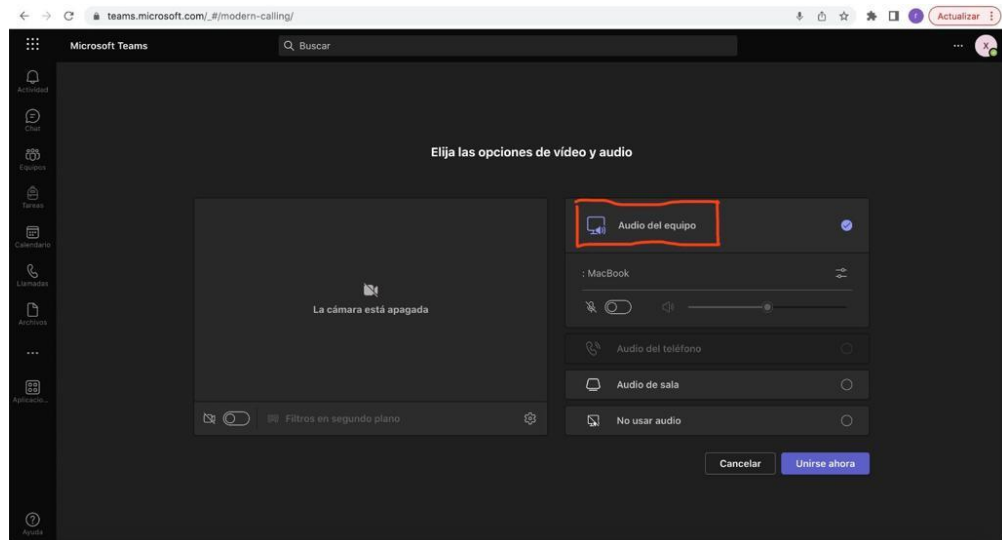 teams.microsoft.com/_#/modern-calling/
r
Actualizar
Microsoft Teams
Buscar
X
Actividad
Chat
Equipos
Tareas
Calendario
Llamadas
Archivos
Aplicacio...
Ayuda
Elija las opciones de vídeo y audio
La cámara está apagada
Filtros en segundo plano
Audio del equipo
: MacBook
Audio del teléfono
Audio de sala
No usar audio
Cancelar
Unirse ahora